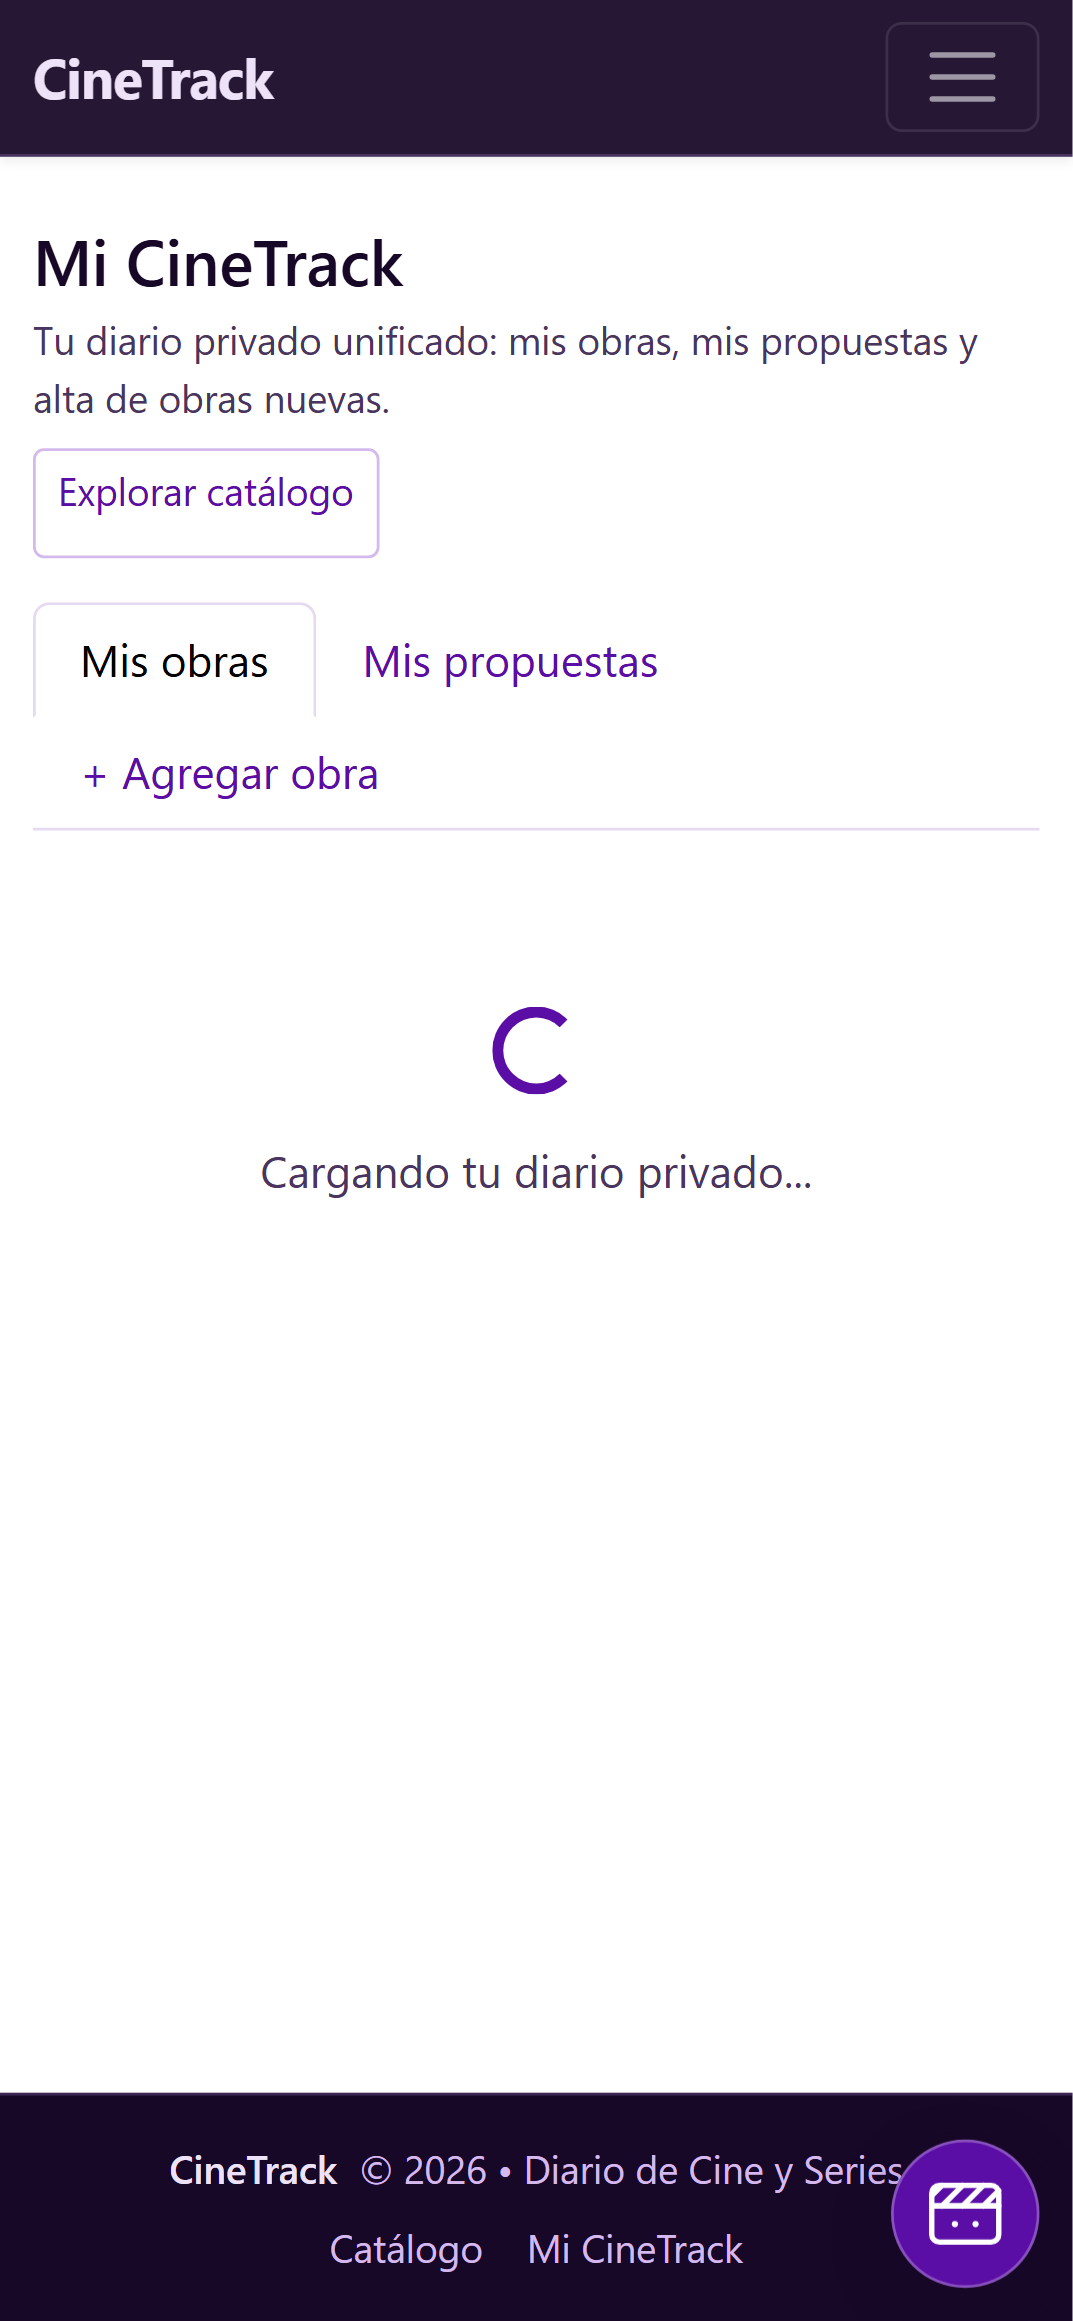 CineTrack
Mi CineTrack
Tu diario privado unificado: mis obras, mis propuestas y
alta de obras nuevas.
Explorar catálogo
Mis obras
Mis propuestas
+ Agregar obra
Cargando tu diario privado...
CineTrack © 2026 • Diario de Cine y Series
Catálogo Mi CineTrack